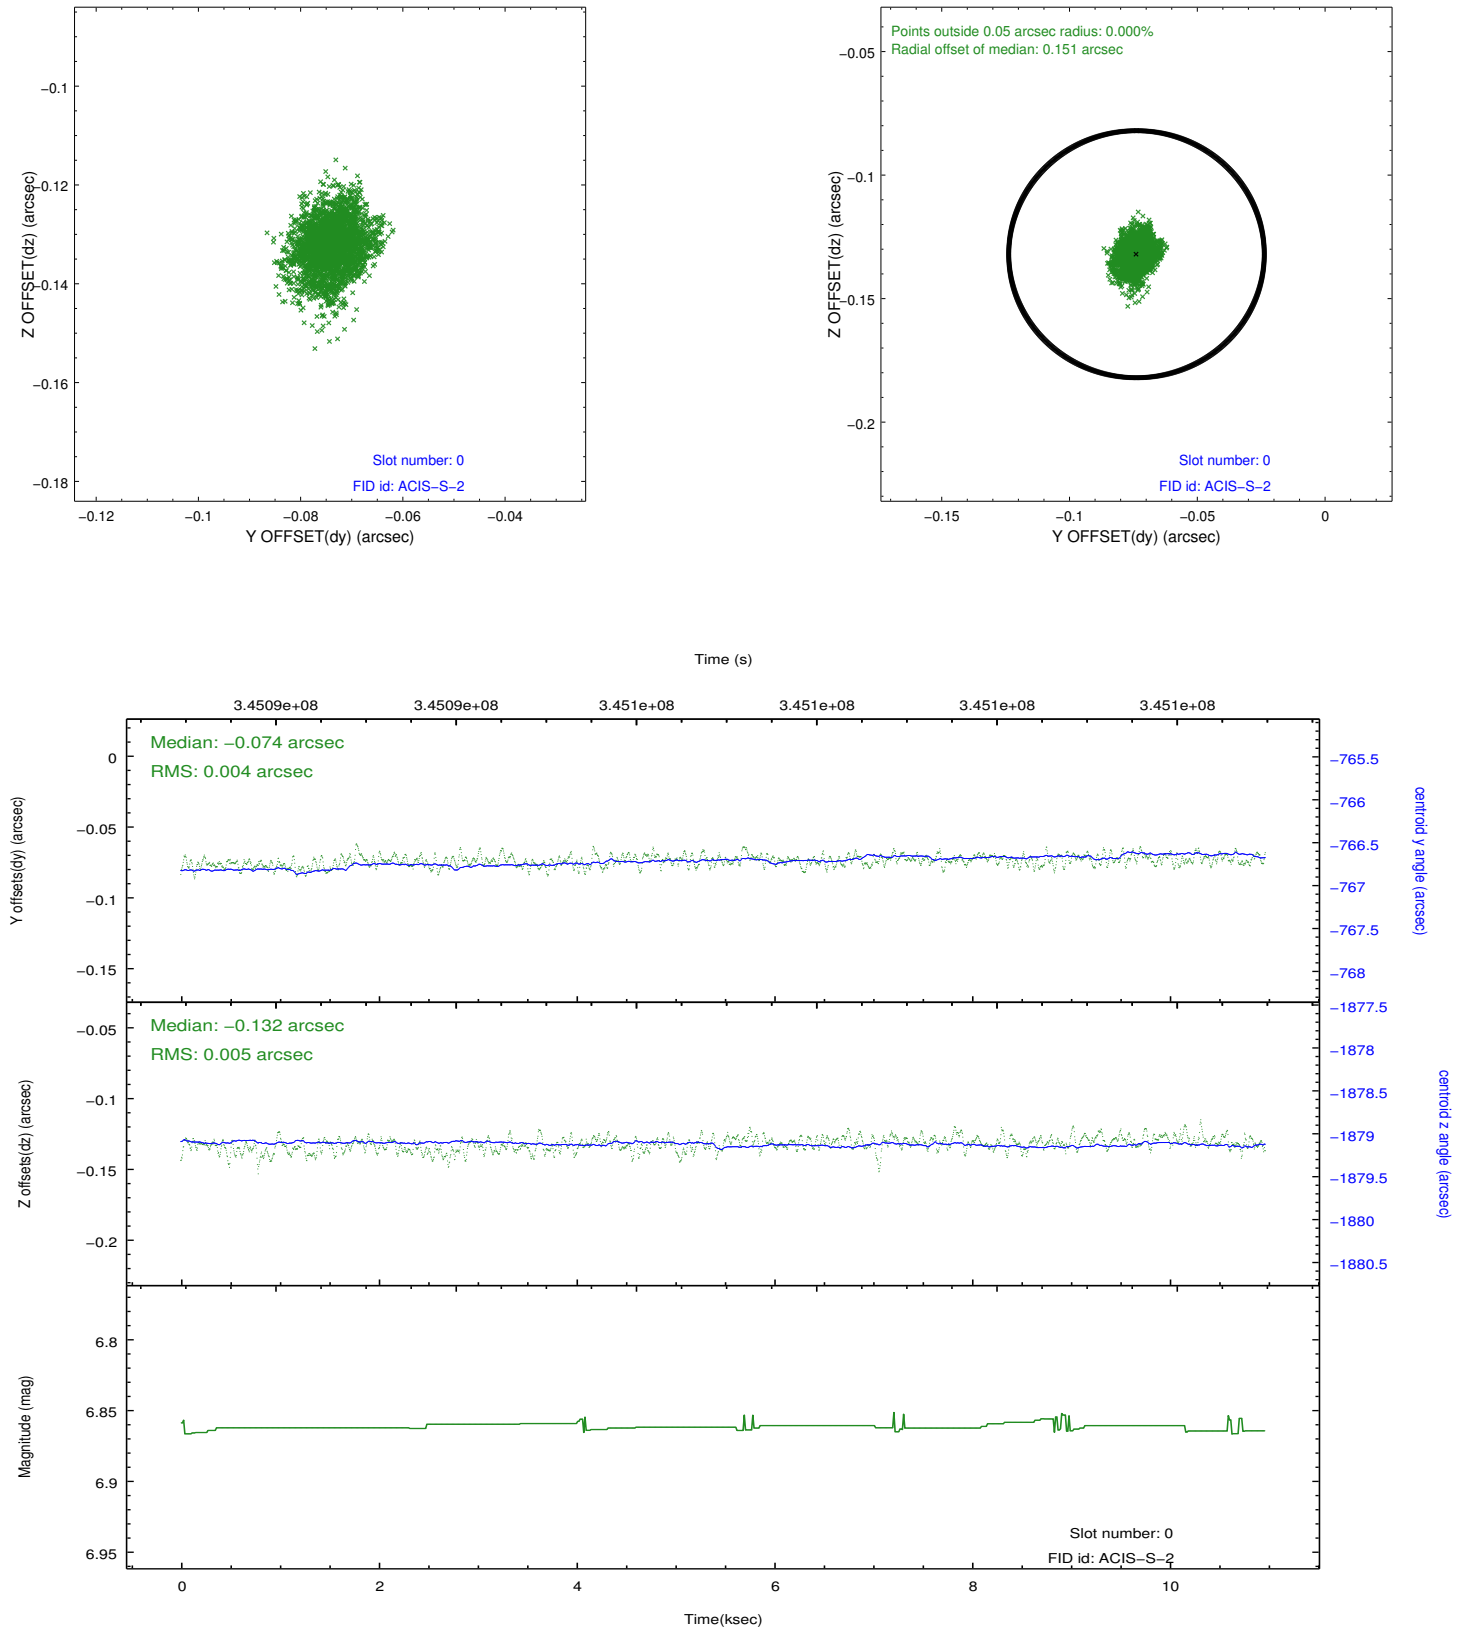 −0.1
−0.12
−0.14
−0.16
−0.18
Z OFFSET(dz) (arcsec)
Slot number: 0
FID id: ACIS−S−2
−0.12 −0.1 −0.08 −0.06 −0.04
Y OFFSET(dy) (arcsec)
Points outside 0.05 arcsec radius: 0.000%
Radial offset of median: 0.151 arcsec
−0.05
−0.1
−0.15
−0.2
Z OFFSET(dz) (arcsec)
Slot number: 0
FID id: ACIS−S−2
−0.15 −0.1 −0.05 0
Y OFFSET(dy) (arcsec)
Time (s)
3.4509e+08 3.4509e+08 3.451e+08 3.451e+08 3.451e+08 3.451e+08
Median: −0.074 arcsec
RMS: 0.004 arcsec
0
−0.05
−0.1
−0.15
Y offsets(dy) (arcsec)
−765.5
−766
−766.5
−767
−767.5
−768
centroid y angle (arcsec)
Median: −0.132 arcsec
RMS: 0.005 arcsec
−0.05
−0.1
−0.15
−0.2
Z offsets(dz) (arcsec)
−1877.5
−1878
−1878.5
−1879
−1879.5
−1880
−1880.5
centroid z angle (arcsec)
6.8
6.85
6.9
6.95
Magnitude (mag)
Slot number: 0
FID id: ACIS−S−2
0 2 4 6 8 10
Time(ksec)